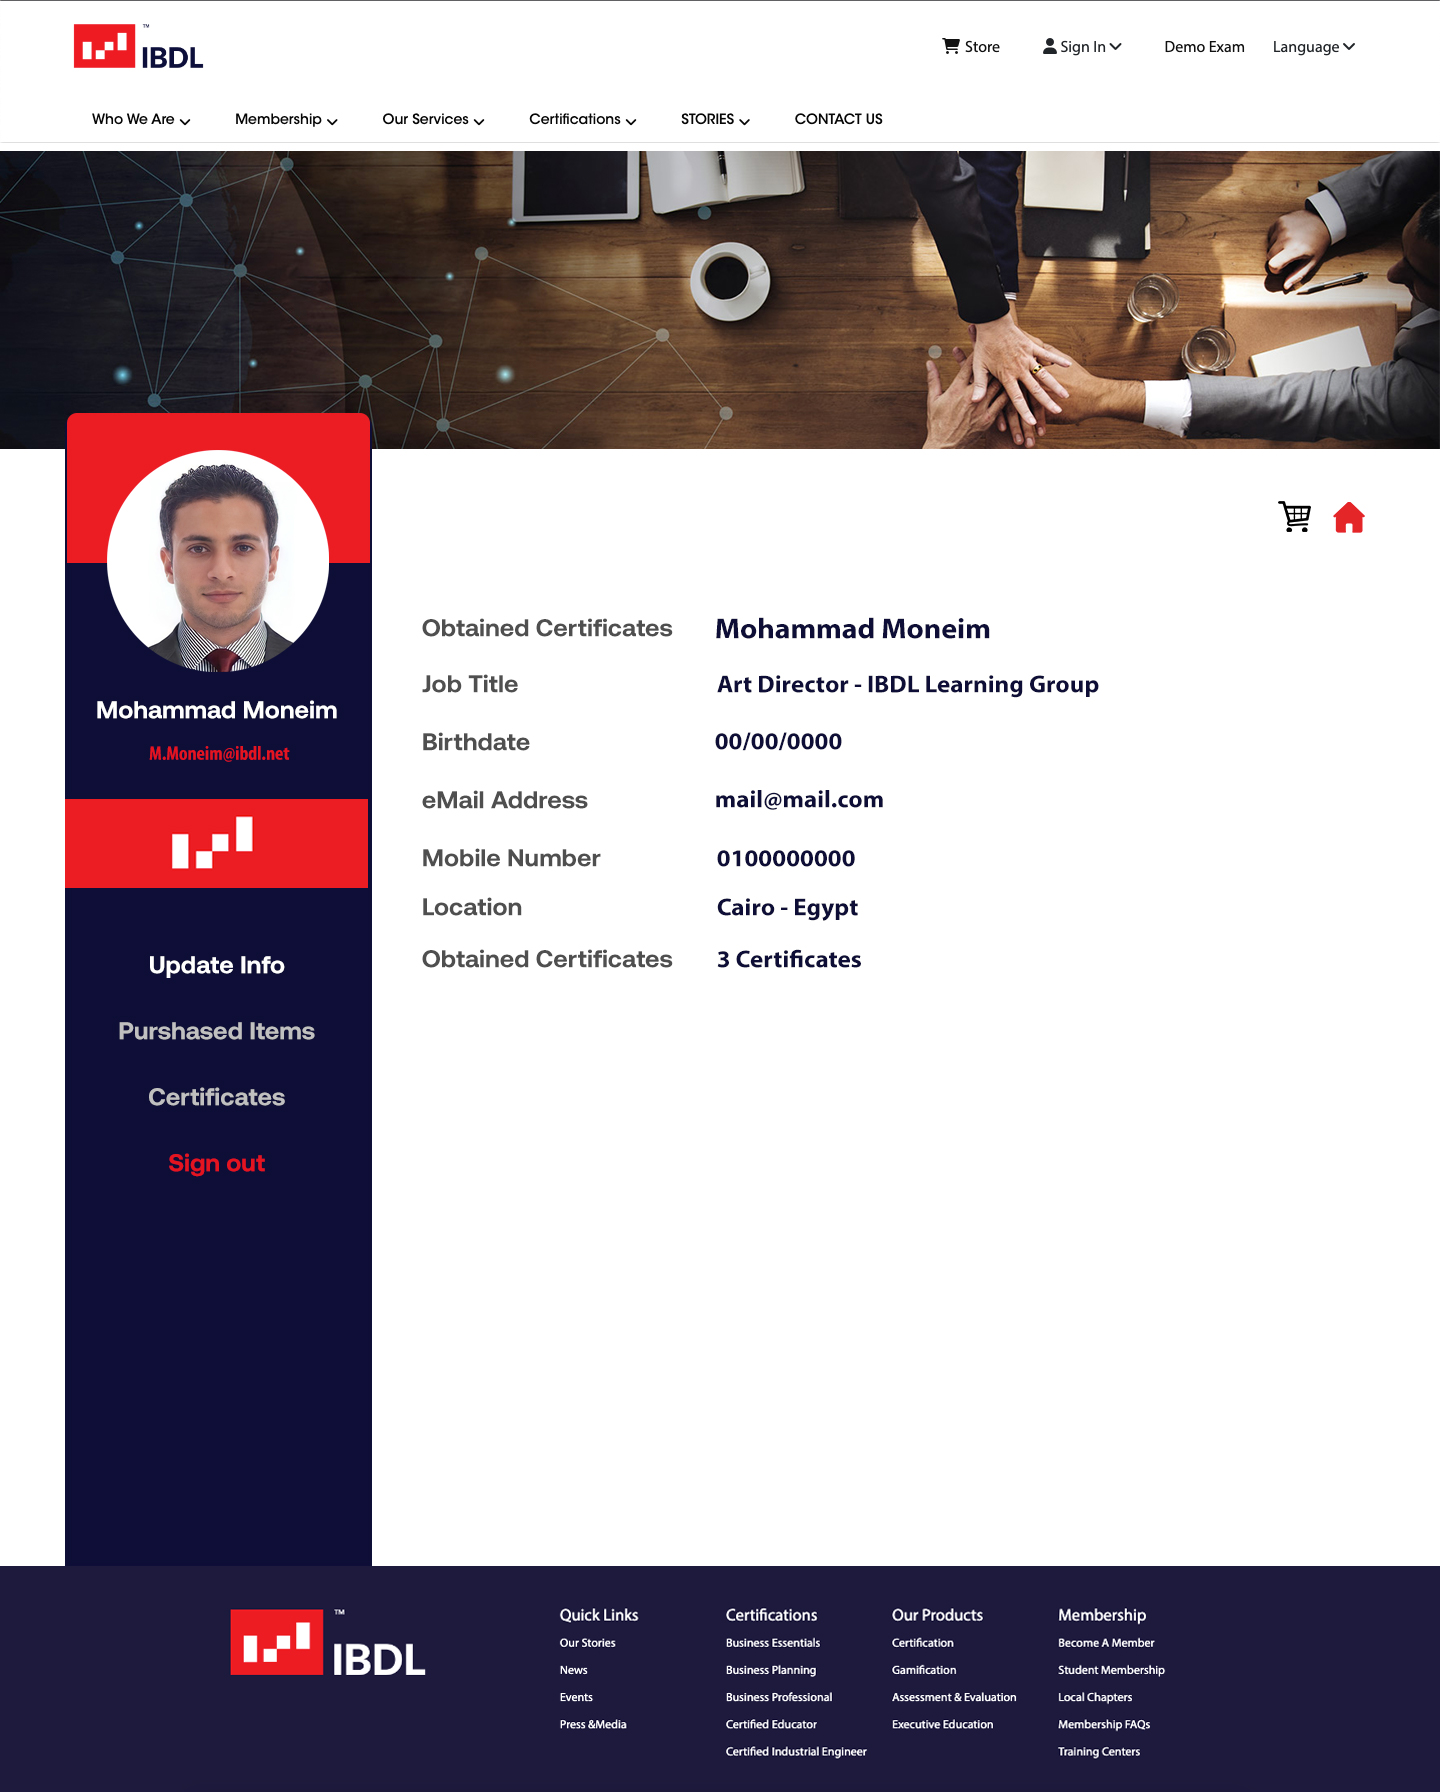 ™
IBDL
Store
Sign In
Demo Exam
Language
Who We Are
Membership
Our Services
Certifications
STORIES
CONTACT US
Mohammad Moneim
M.Moneim@ibdl.net
Update Info
Purshased Items
Certificates
Sign out
Obtained Certificates Mohammad Moneim
Job Title Art Director - IBDL Learning Group
Birthdate 00/00/0000
eMail Address mail@mail.com
Mobile Number 0100000000
Location Cairo - Egypt
Obtained Certificates 3 Certificates
™
IBDL
Quick Links
Our Stories
News
Events
Press &Media
Certifications
Business Essentials
Business Planning
Business Professional
Certified Educator
Certified Industrial Engineer
Our Products
Certification
Gamification
Assessment & Evaluation
Executive Education
Membership
Become A Member
Student Membership
Local Chapters
Membership FAQs
Training Centers